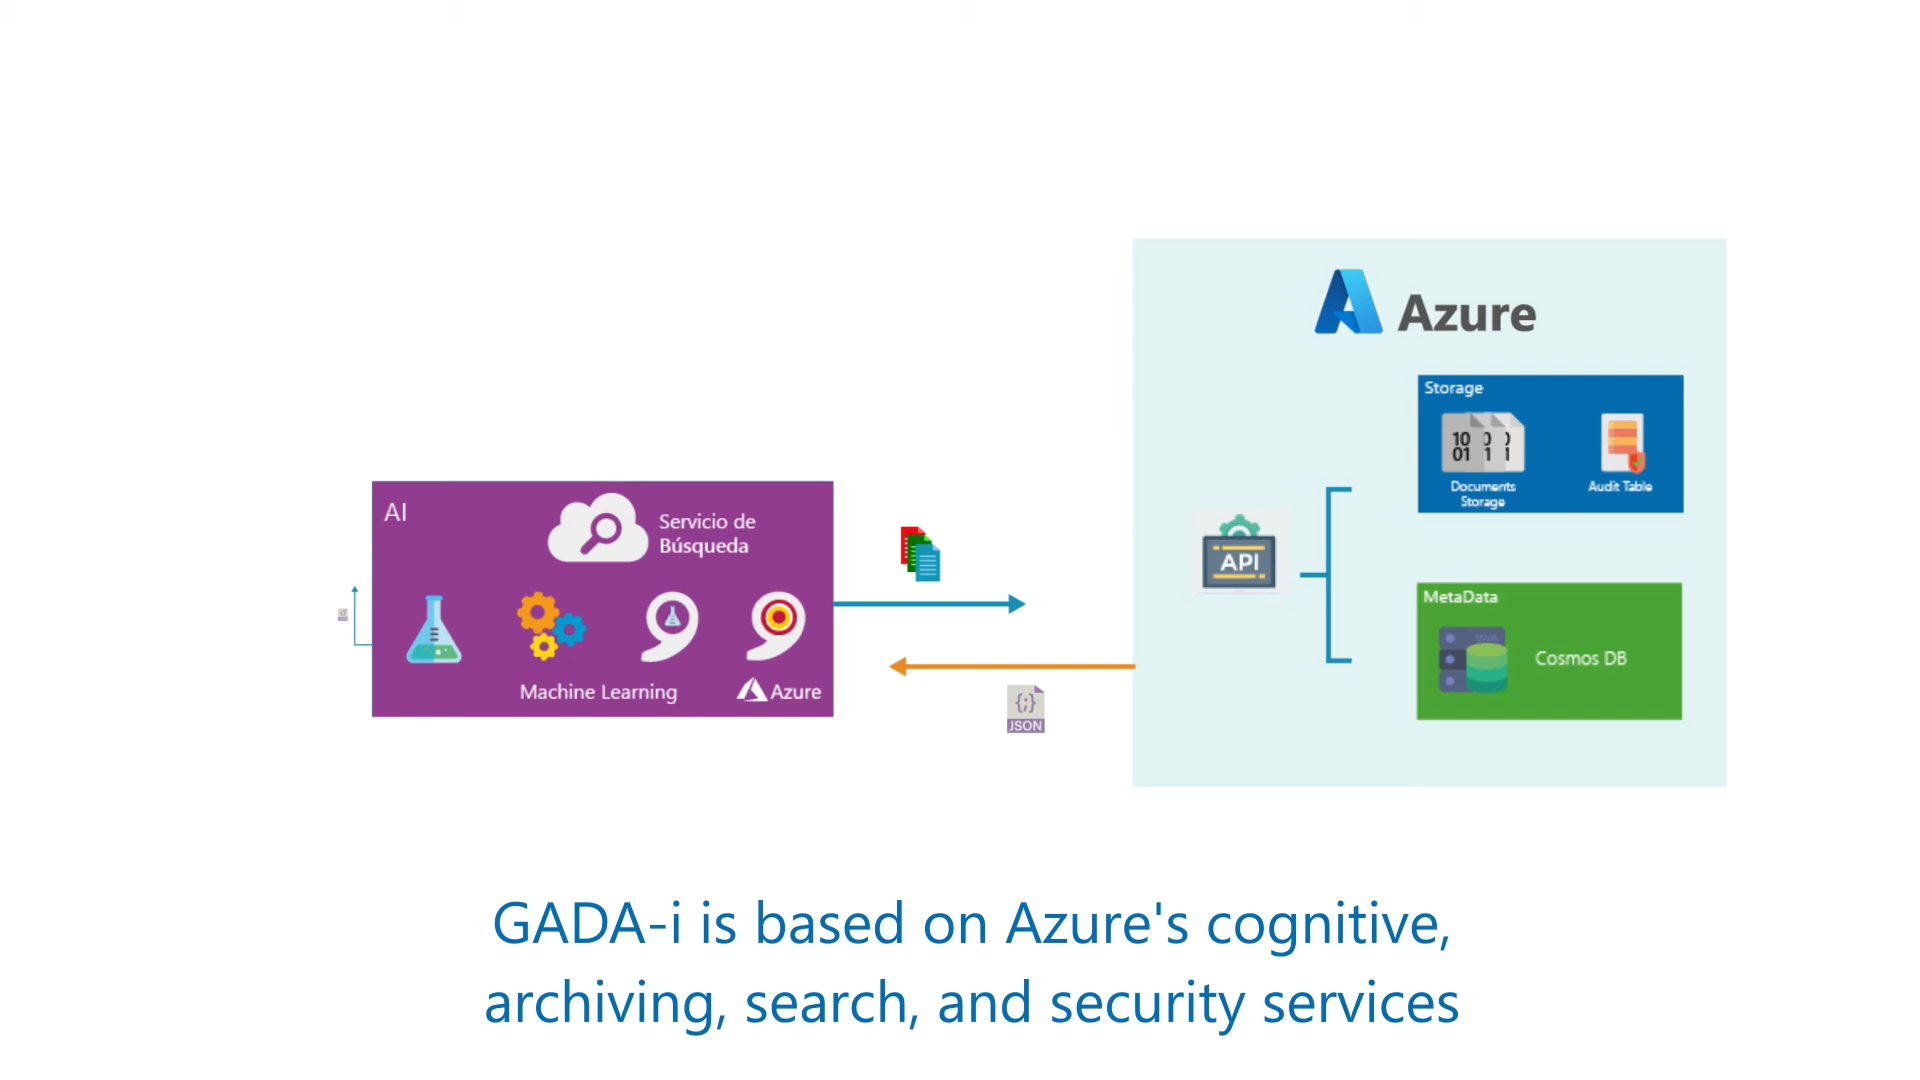 Azure
Storage
10
01
Documents
Storage
Audit Table
AI
Servicio de
Búsqueda
API
MetaData
Cosmos DB
Machine Learning
Azure
{;}
JSON
GADA-i is based on Azure's cognitive,
archiving, search, and security services